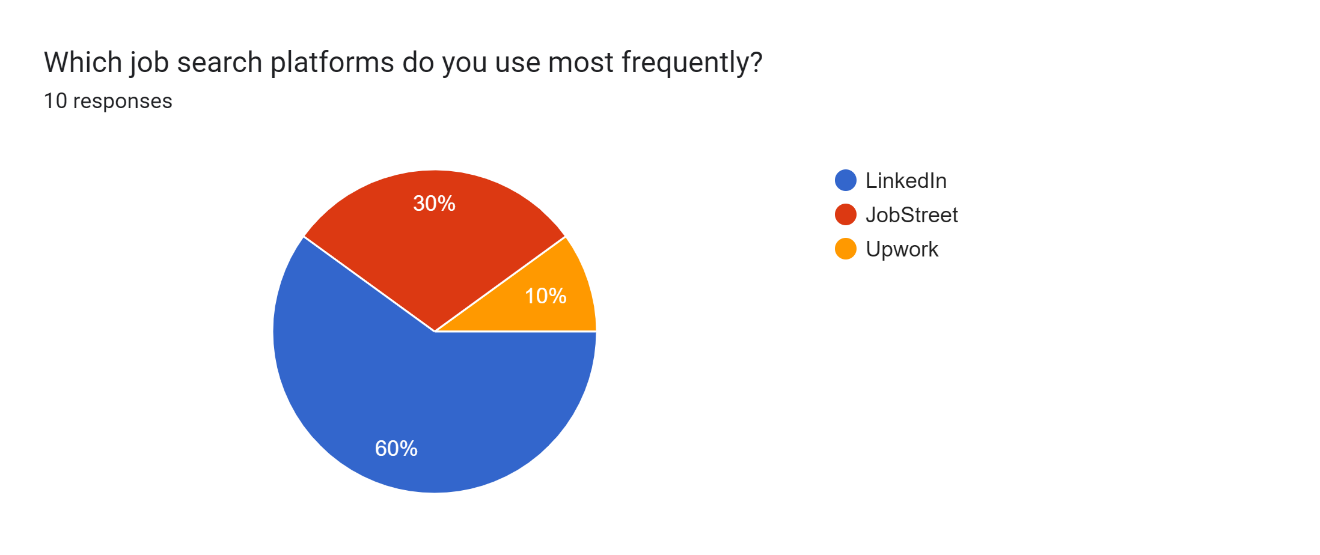 Which job search platforms do you use most frequently?
10 responses
30%
10%
60%
LinkedIn
JobStreet
Upwork